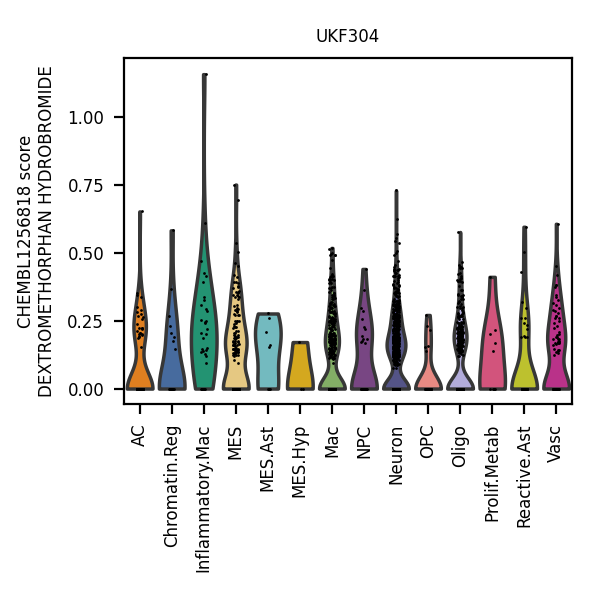 UKF304
CHEMBL1256818 score
DEXTROMETHORPHAN HYDROBROMIDE
1.00
0.75
0.50
0.25
0.00
AC
Chromatin.Reg
Inflammatory.Mac
MES
MES.Ast
MES.Hyp
Mac
NPC
Neuron
OPC
Oligo
Prolif.Metab
Reactive.Ast
Vasc